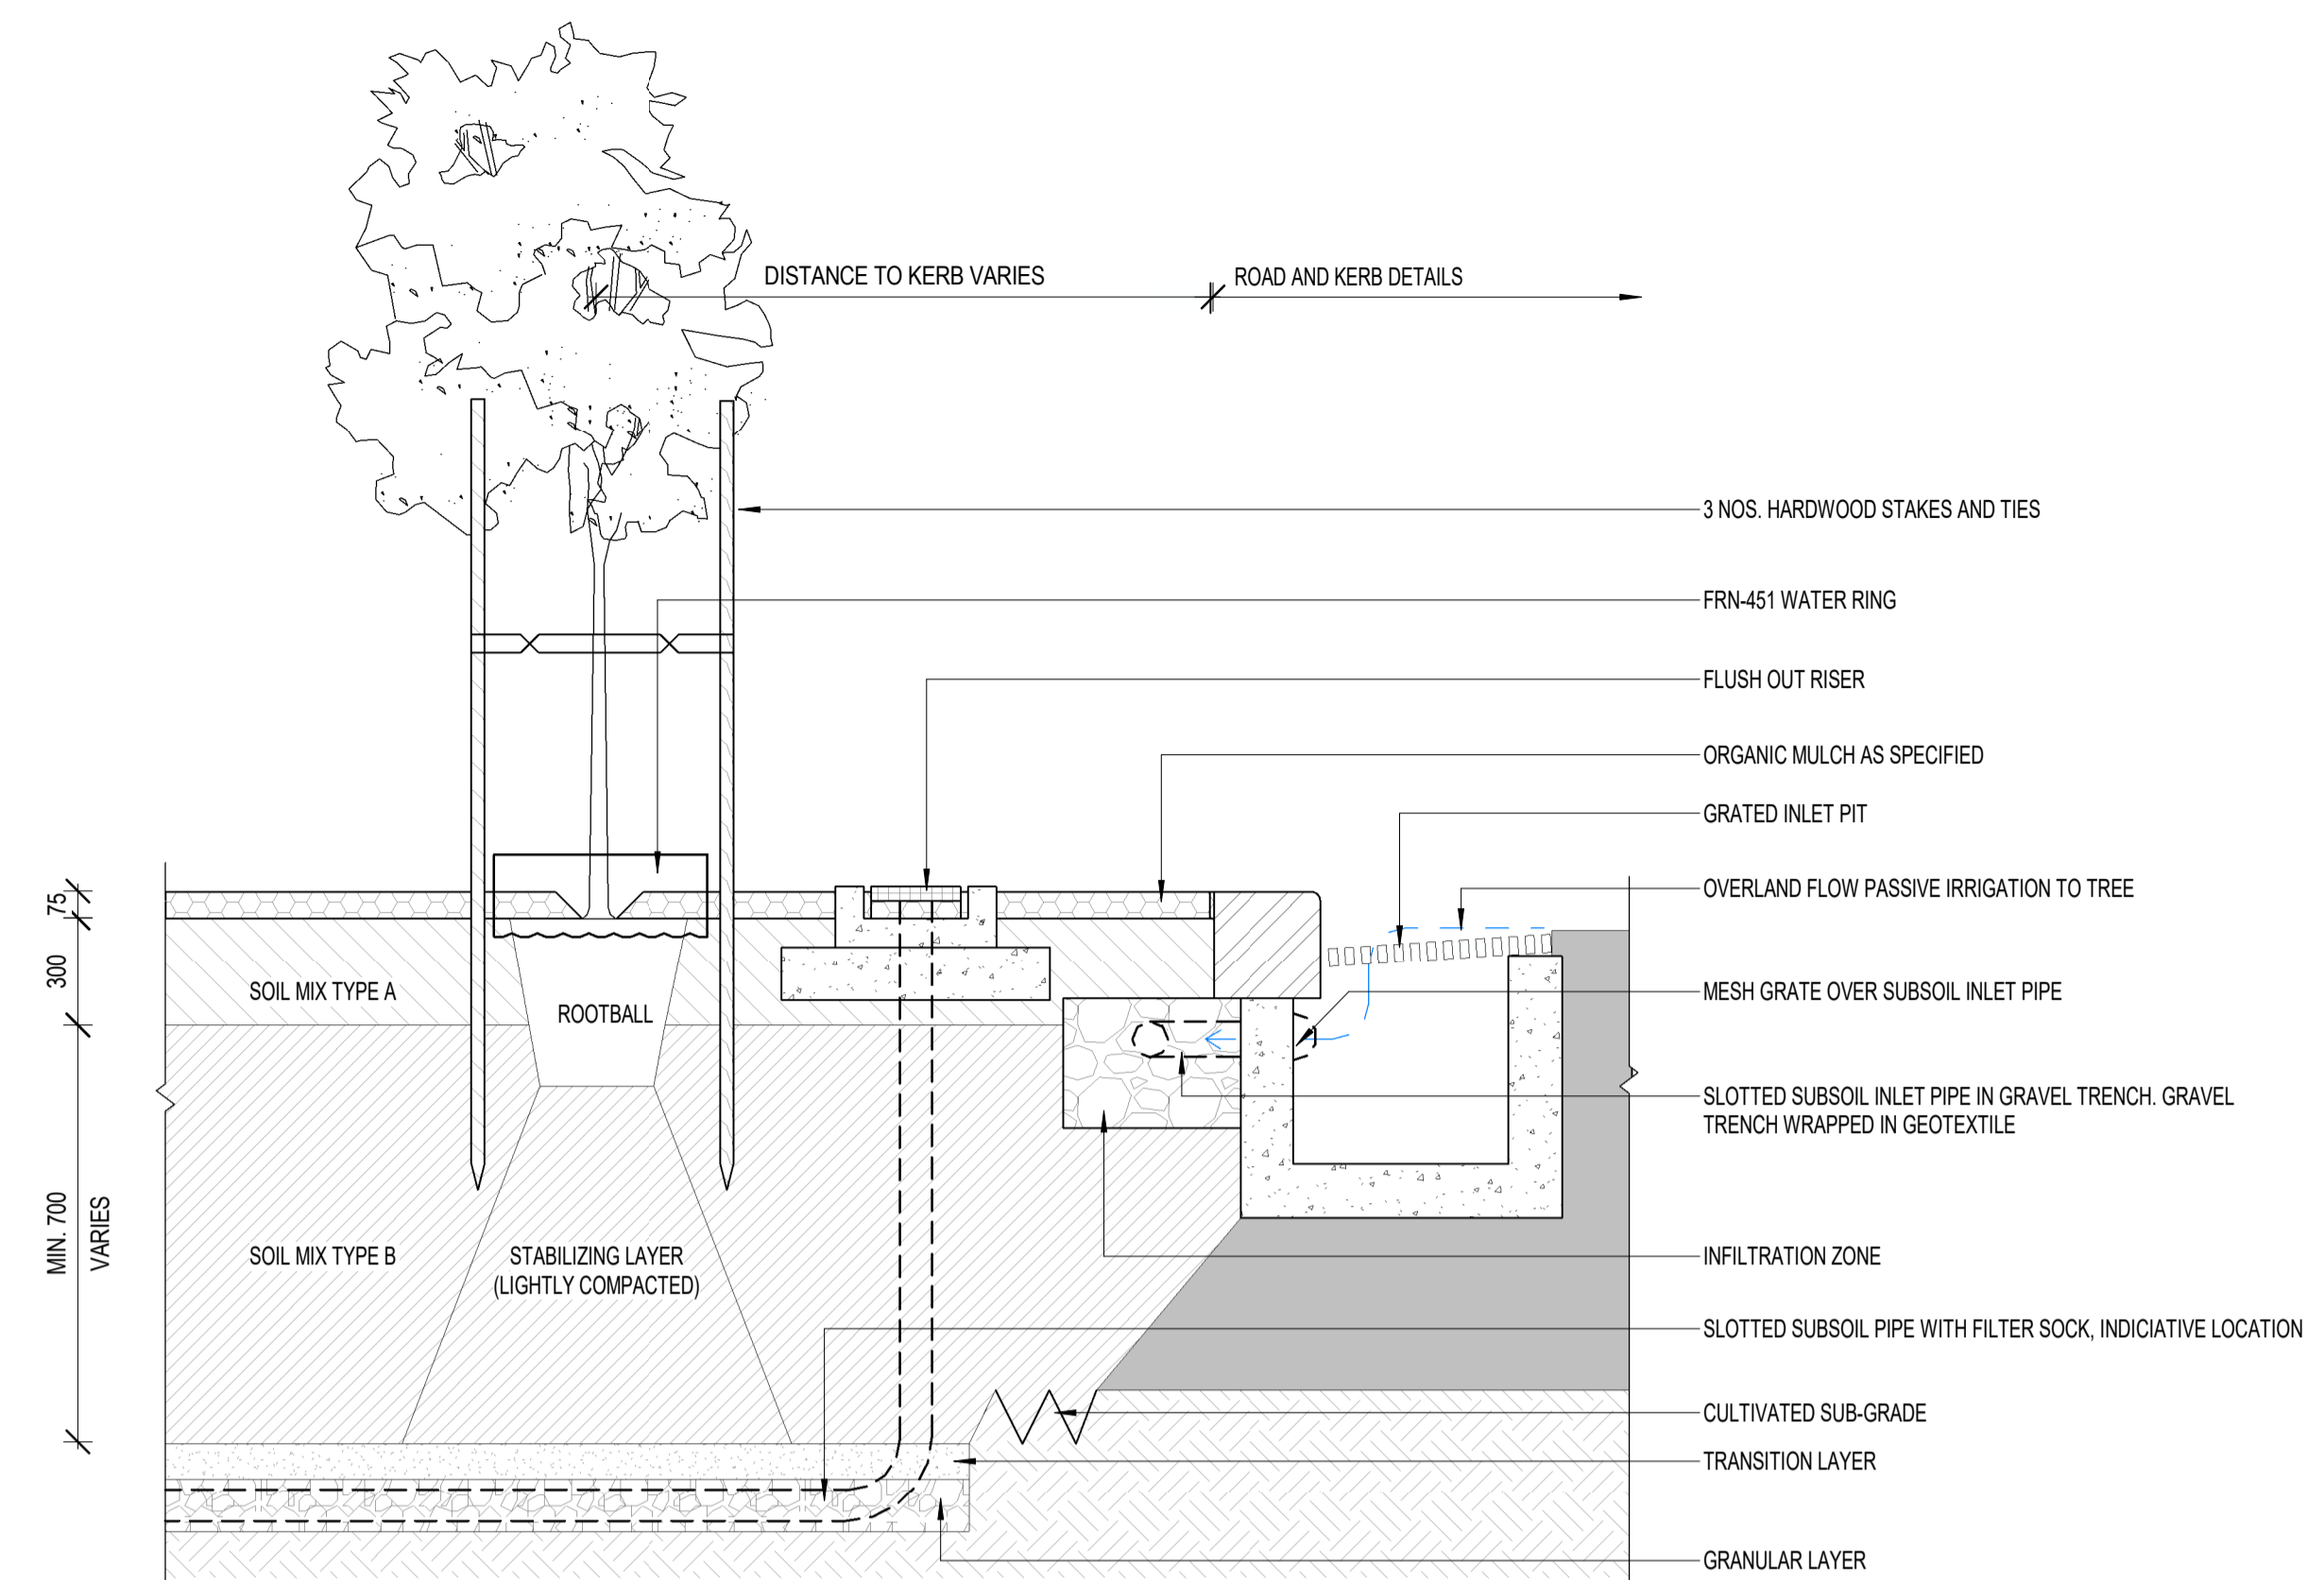 DISTANCE TO KERB VARIES
ROAD AND KERB DETAILS
3 NOS. HARDWOOD STAKES AND TIES
FRN-451 WATER RING
FLUSH OUT RISER
ORGANIC MULCH AS SPECIFIED
GRATED INLET PIT
OVERLAND FLOW PASSIVE IRRIGATION TO TREE
MESH GRATE OVER SUBSOIL INLET PIPE
SLOTTED SUBSOIL INLET PIPE IN GRAVEL TRENCH. GRAVEL
TRENCH WRAPPED IN GEOTEXTILE
INFILTRATION ZONE
SLOTTED SUBSOIL PIPE WITH FILTER SOCK, INDICIATIVE LOCATION
CULTIVATED SUB-GRADE
TRANSITION LAYER
GRANULAR LAYER
75
300
MIN. 700
VARIES
SOIL MIX TYPE A
ROOTBALL
SOIL MIX TYPE B
STABILIZING LAYER
(LIGHTLY COMPACTED)